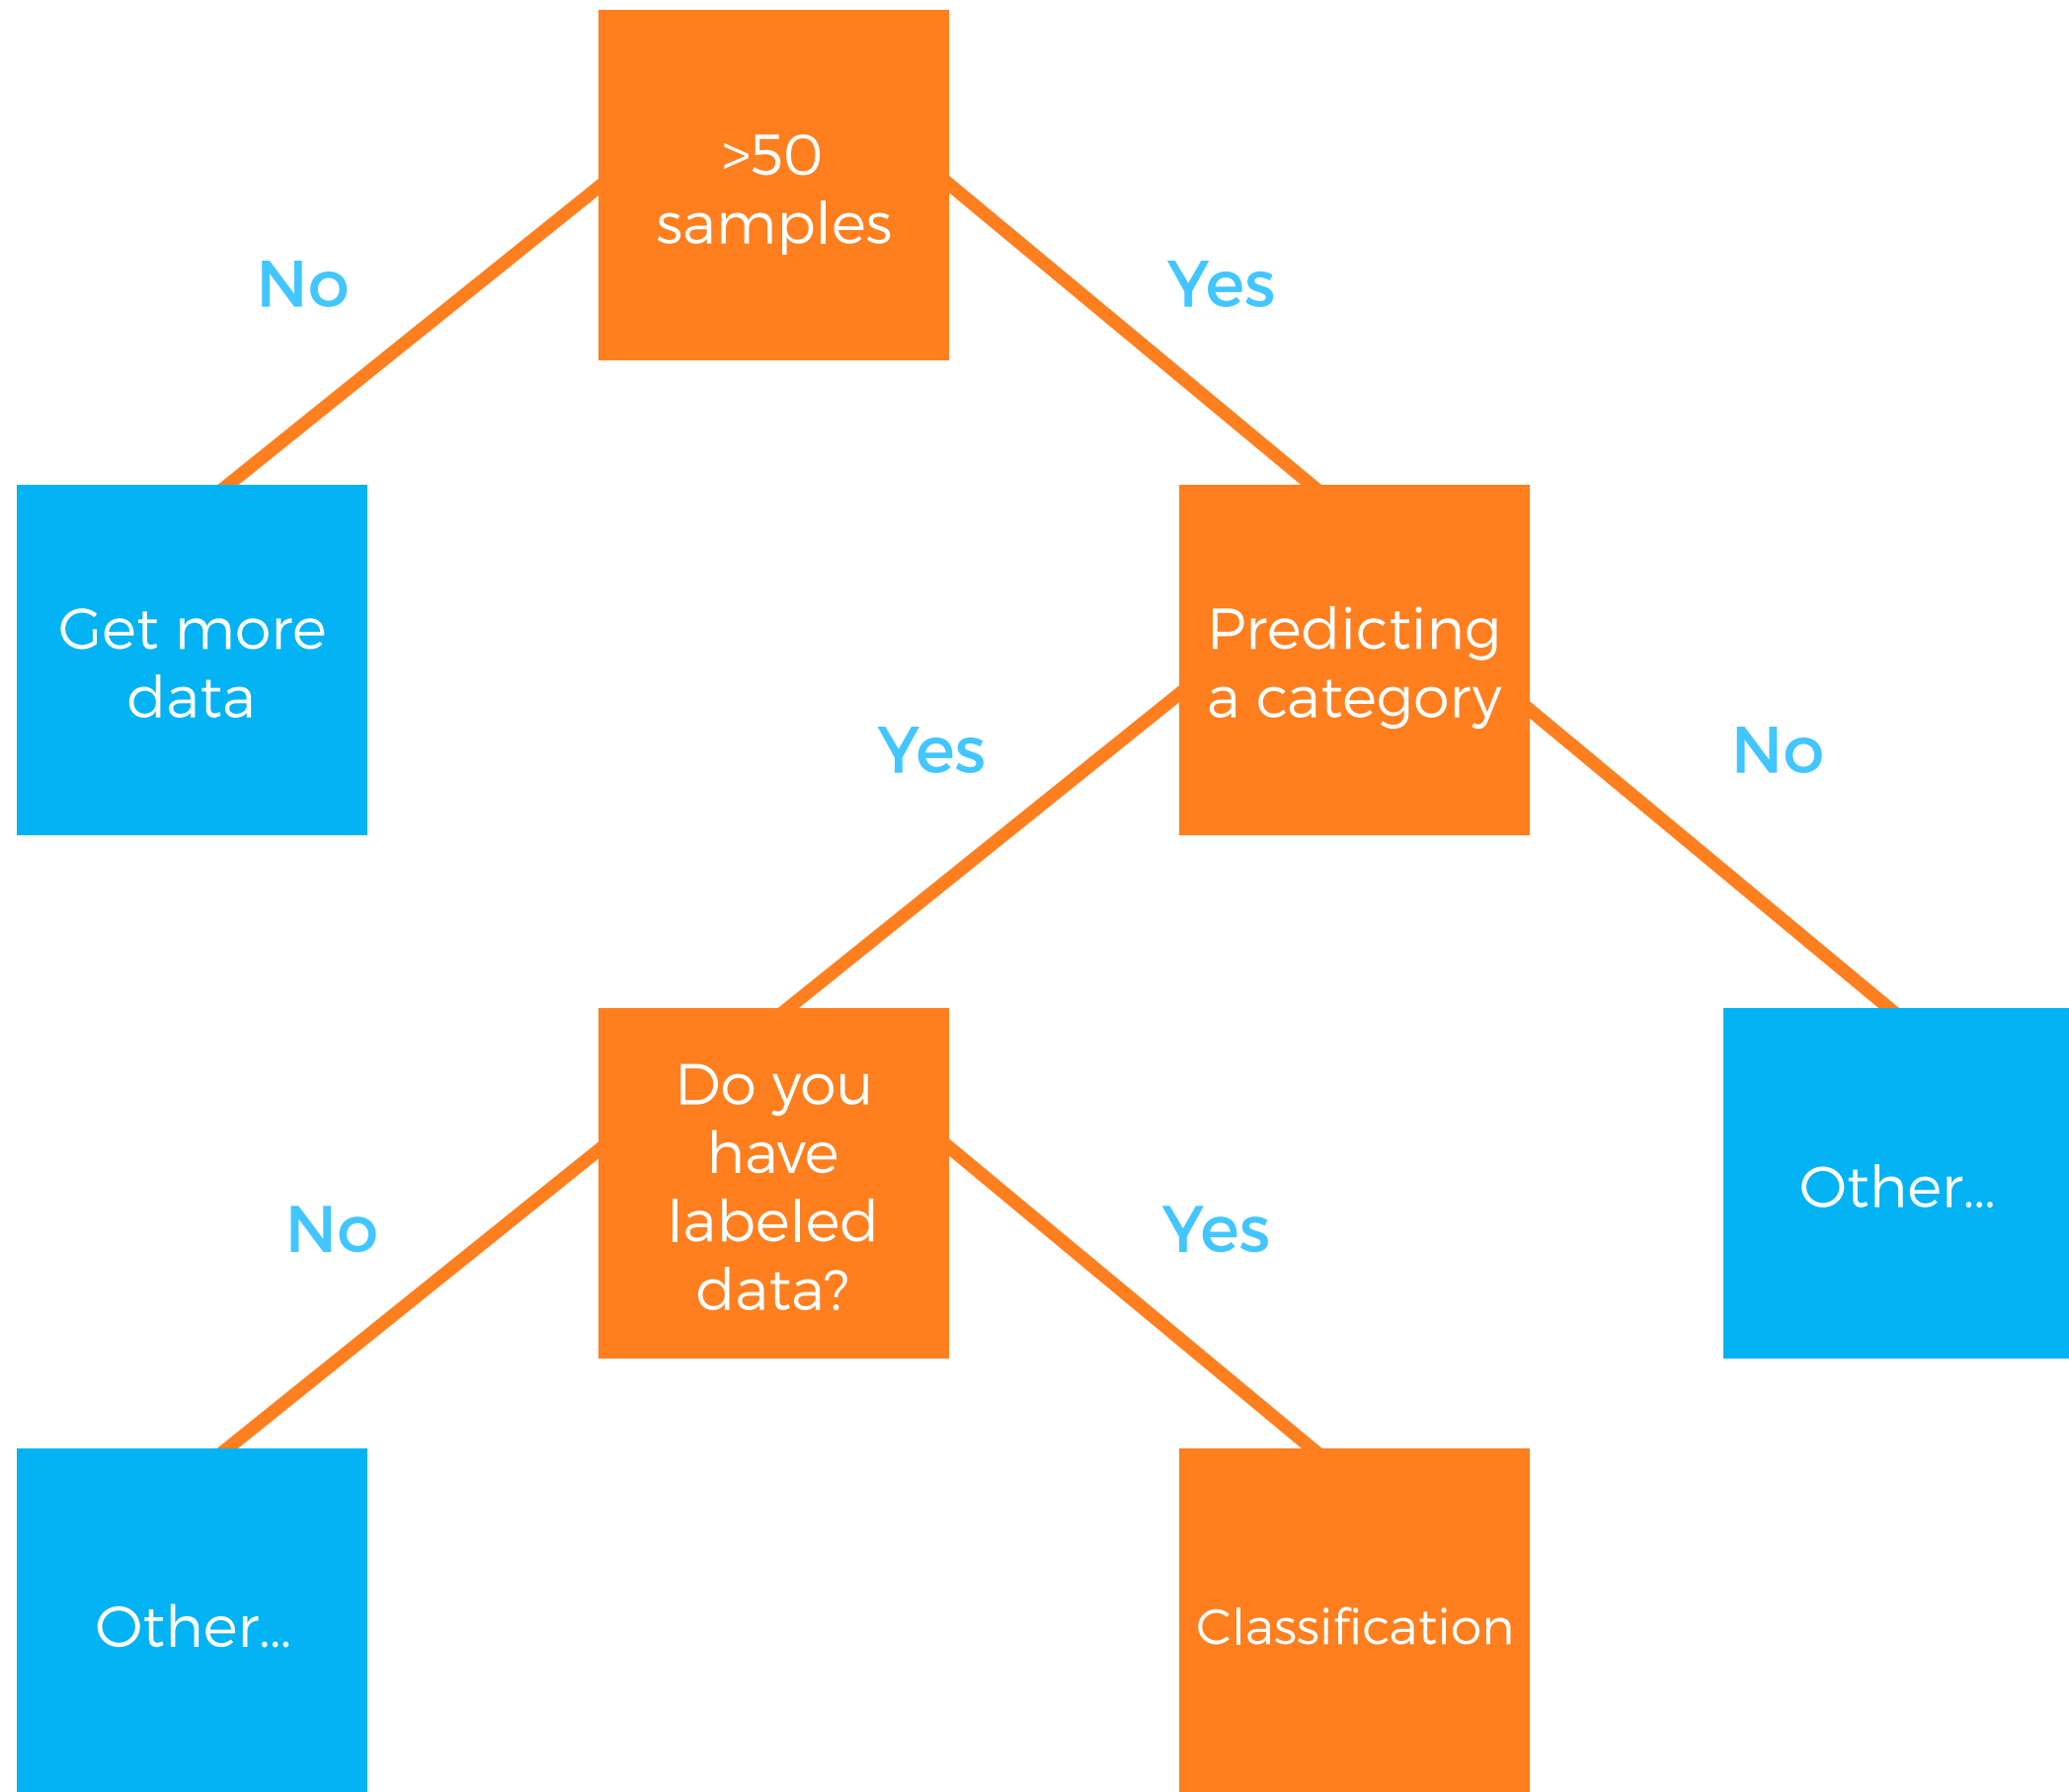 >50
samples
No
Yes
Get more
data
Predicting
a category
Yes
No
Do you
have
labeled
data?
Other...
No
Yes
Other...
Classification